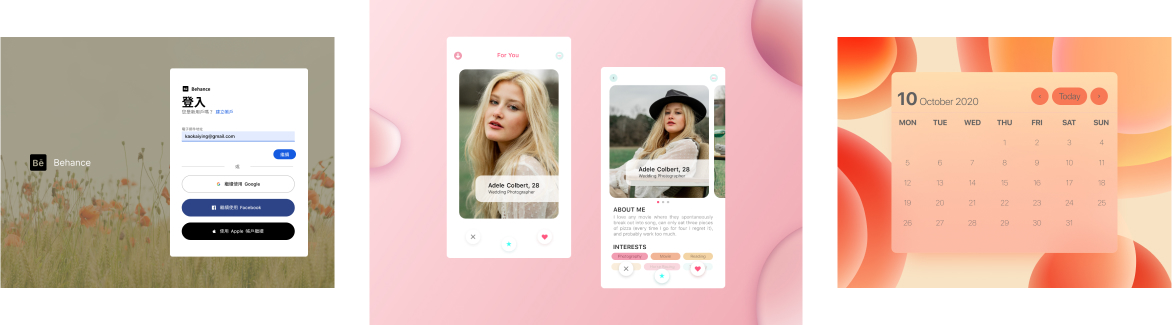 Bē Behance
Bē Behance
登入
您是新用戶嗎？ 建立帳戶
電子郵件地址
kaokaiying@gmail.com
繼續
或
G 繼續使用 Google
繼續使用 Facebook
使用 Apple 帳戶繼續
For You
Adele Colbert, 28
Wedding Photographer
Adele Colbert, 28
Wedding Photographer
ABOUT ME
I love any movie where they spontaneously
break out into song, can only eat three pieces
of pizza every time I go for four I regret it,
and probably work too much.
INTERESTS
Photography Movie Reading
10 October 2020
< Today >
MON TUE WED THU FRI SAT SUN
1 2 3 4
5 6 7 8 9 10 11
12 13 14 15 16 17 18
19 20 21 22 23 24 25
26 27 28 29 30 31